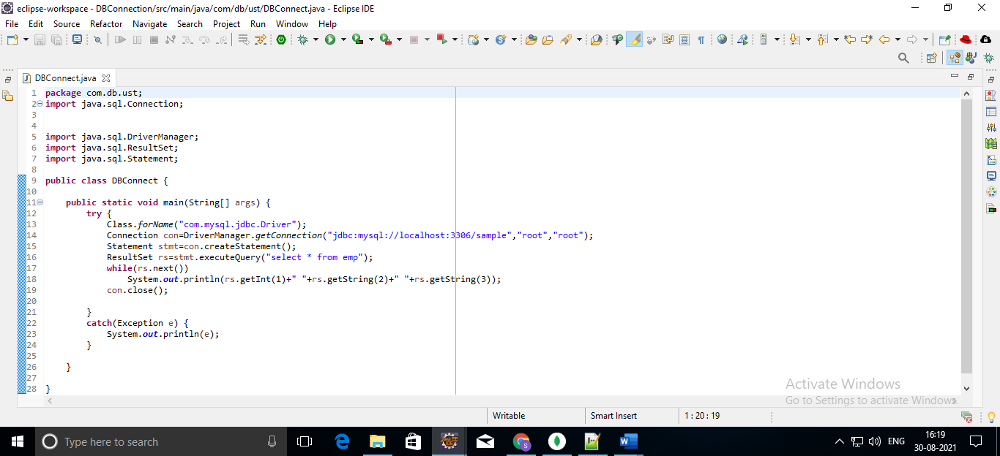 eclipse-workspace - DBConnection/src/main/java/com/db/ust/DBConnect.java - Eclipse IDE
File Edit Source Refactor Navigate Search Project Run Window Help
DBConnect.java
1 package com.db.ust;
2 import java.sql.Connection;
3
4
5 import java.sql.DriverManager;
6 import java.sql.ResultSet;
7 import java.sql.Statement;
8
9 public class DBConnect {
10
11 public static void main(String[] args) {
12 try {
13 Class.forName("com.mysql.jdbc.Driver");
14 Connection con=DriverManager.getConnection("jdbc:mysql://localhost:3306/sample","root","root");
15 Statement stmt=con.createStatement();
16 ResultSet rs=stmt.executeQuery("select * from emp");
17 while(rs.next())
18 System.out.println(rs.getInt(1)+" "+rs.getString(2)+" "+rs.getString(3));
19 con.close();
20
21 }
22 catch(Exception e) {
23 System.out.println(e);
24 }
25
26 }
27
28 }
Activate Windows
Go to Settings to activate Windows.
Writable Smart Insert 1 : 20 : 19
Type here to search
ENG
16:19
30-08-2021